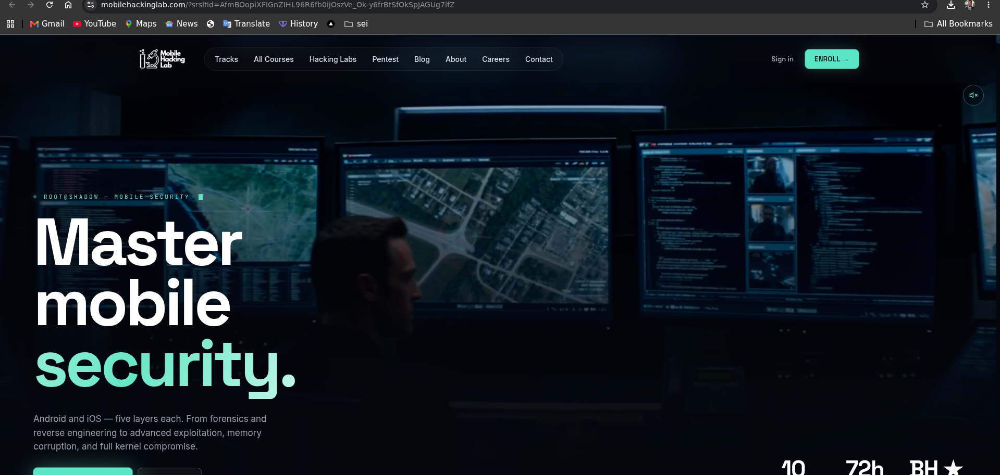 mobilehackinglab.com/?srsltid=AfmBOopiXFIGnZIHL96R6fb0ijOszVe_Ok-y6frBtSfOkSpJAGUg7lfZ
Gmail YouTube Maps News Translate History sei All Bookmarks
Mobile
Hacking
Lab
Tracks All Courses Hacking Labs Pentest Blog About Careers Contact Sign in ENROLL →
ROOT@SHADOW — MOBILE SECURITY
Master
mobile
security.
Android and iOS — five layers each. From forensics and
reverse engineering to advanced exploitation, memory
corruption, and full kernel compromise.
10 72h BH ★